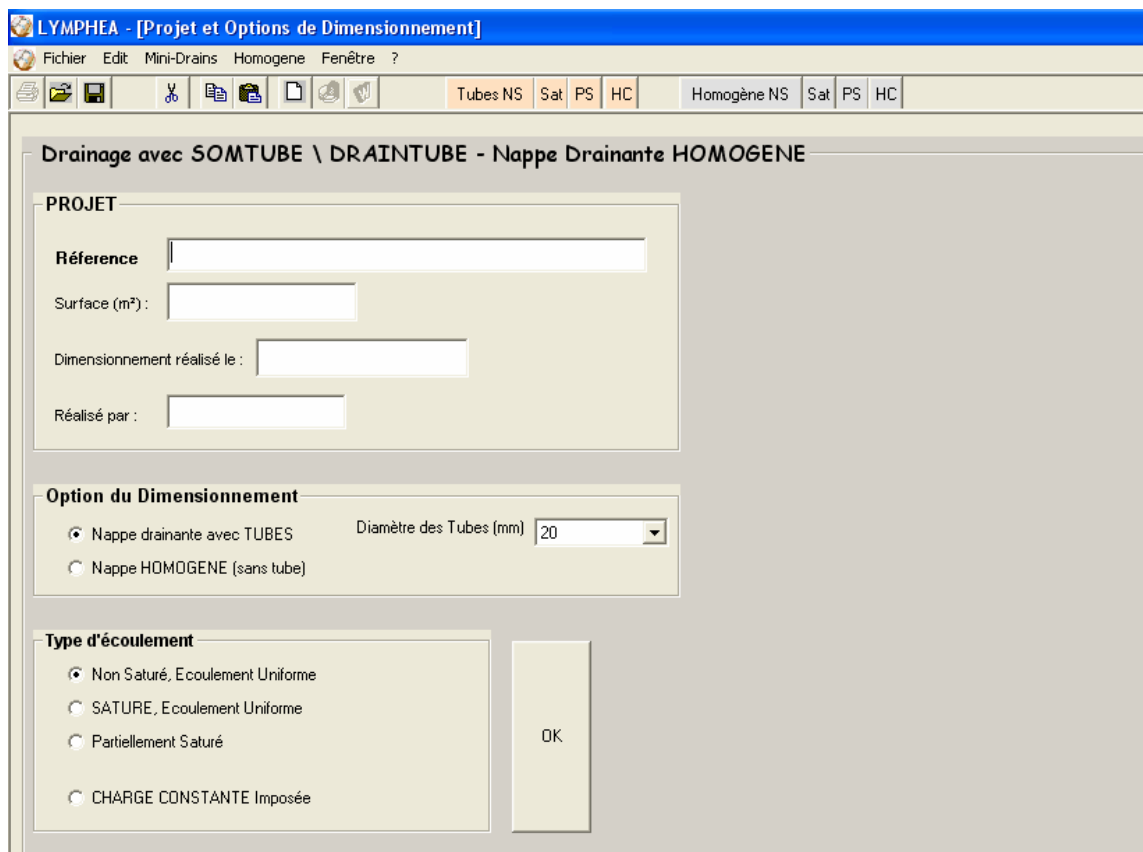 LYMPHEA - [Projet et Options de Dimensionnement]
Fichier Edit Mini-Drains Homogene Fenêtre ?
Tubes NS Sat PS HC Homogène NS Sat PS HC
Drainage avec SOMTUBE \ DRAINTUBE - Nappe Drainante HOMOGENE
PROJET
Réference
Surface (m²) :
Dimensionnement réalisé le :
Réalisé par :
Option du Dimensionnement
Nappe drainante avec TUBES Diamètre des Tubes (mm) 20
Nappe HOMOGENE (sans tube)
Type d'écoulement
Non Saturé, Ecoulement Uniforme
SATURE, Ecoulement Uniforme
Partiellement Saturé
OK
CHARGE CONSTANTE Imposée